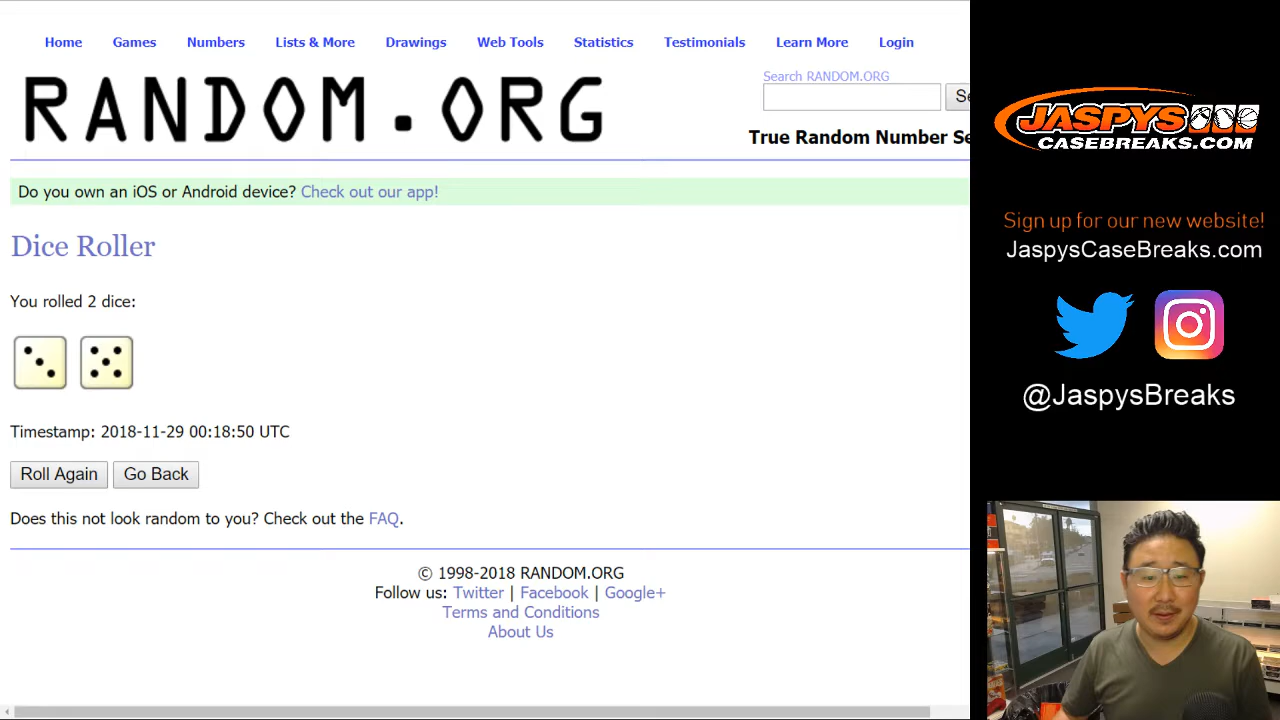 Home Games Numbers Lists & More Drawings Web Tools Statistics Testimonials Learn More Login
RANDOM.ORG
Search RANDOM.ORG
Se
True Random Number Se
Do you own an iOS or Android device? Check out our app!
Dice Roller
You rolled 2 dice:
Timestamp: 2018-11-29 00:18:50 UTC
Roll Again Go Back
Does this not look random to you? Check out the FAQ.
© 1998-2018 RANDOM.ORG
Follow us: Twitter | Facebook | Google+
Terms and Conditions
About Us
JASPYS
CASEBREAKS.COM
Sign up for our new website!
JaspysCaseBreaks.com
@JaspysBreaks